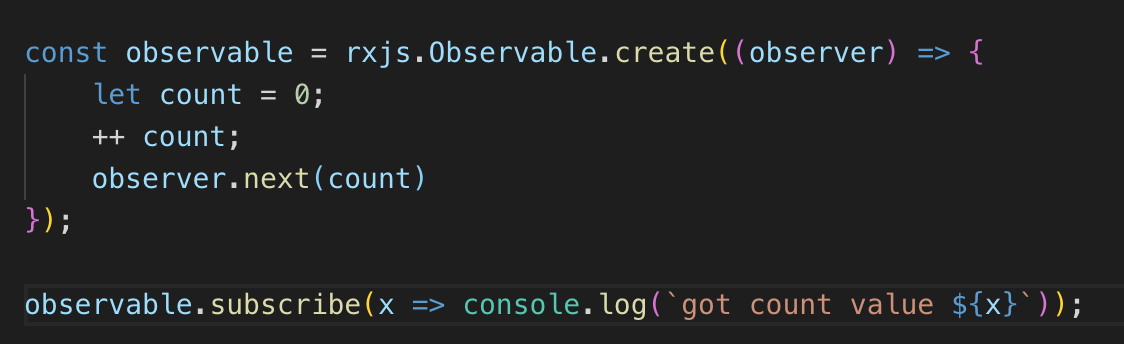 const observable = rxjs.Observable.create((observer) => {
    let count = 0;
    ++ count;
    observer.next(count)
});

observable.subscribe(x => console.log(`got count value ${x}`));